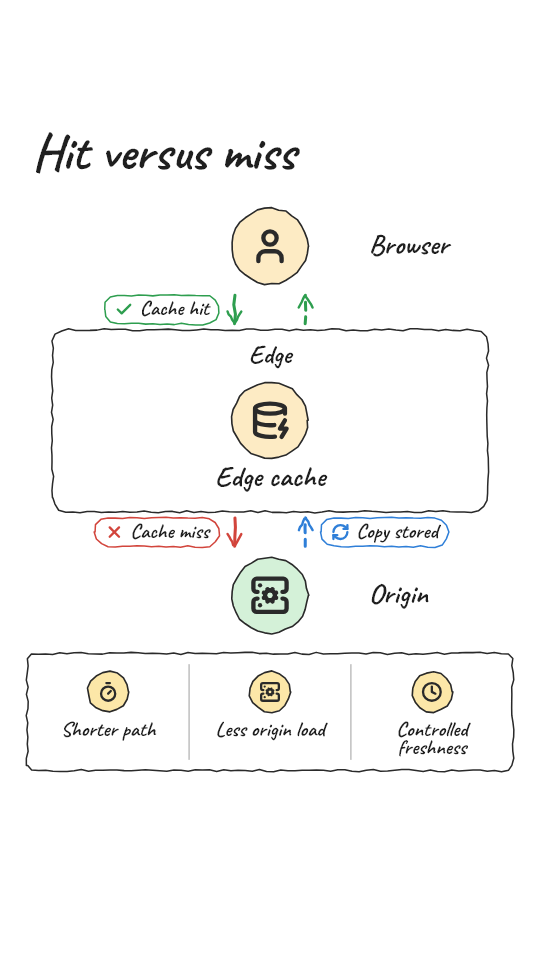 Hit versus miss
Browser
Cache hit
Edge
Edge cache
Cache miss
Copy stored
Origin
Shorter path
Less origin load
Controlled
freshness